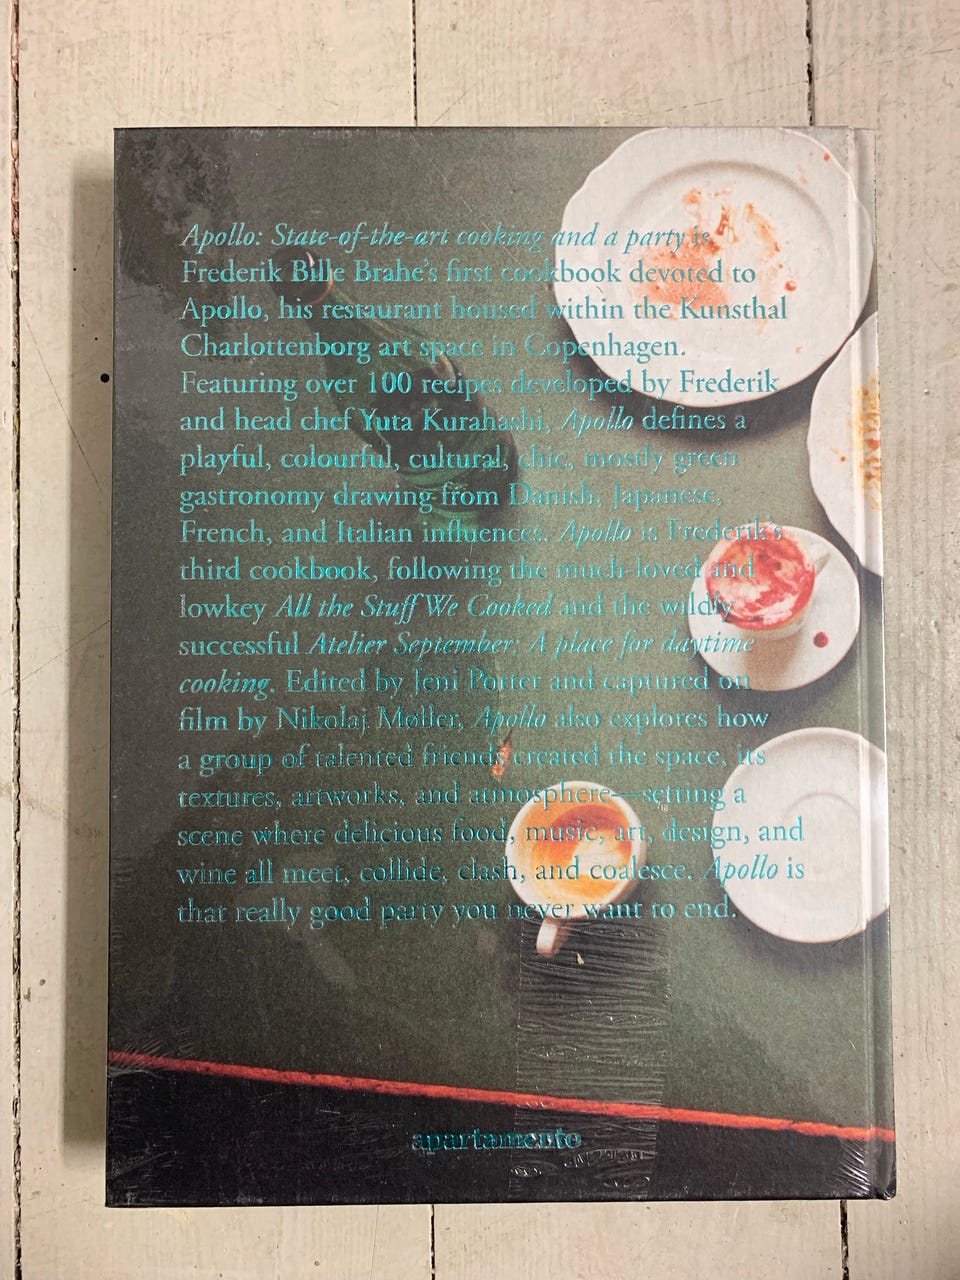 Apollo: State-of-the-art cooking and a party is
Frederik Bille Brahe's first cookbook devoted to
Apollo, his restaurant housed within the Kunsthal
Charlottenborg art space in Copenhagen.
Featuring over 100 recipes developed by Frederik
and head chef Yuta Kurahashi, Apollo defines a
playful, colourful, cultural, chic, mostly green
gastronomy drawing from Danish, Japanese,
French, and Italian influences. Apollo is Frederik's
third cookbook, following the much-loved and
lowkey All the Stuff We Cooked and the wildly
successful Atelier September: A place for daytime
cooking. Edited by Jeni Porter and captured on
film by Nikolaj Møller, Apollo also explores how
a group of talented friends created the space, its
textures, artworks, and atmosphere—setting a
scene where delicious food, music, art, design, and
wine all meet, collide, clash, and coalesce. Apollo is
that really good party you never want to end.
apartamento